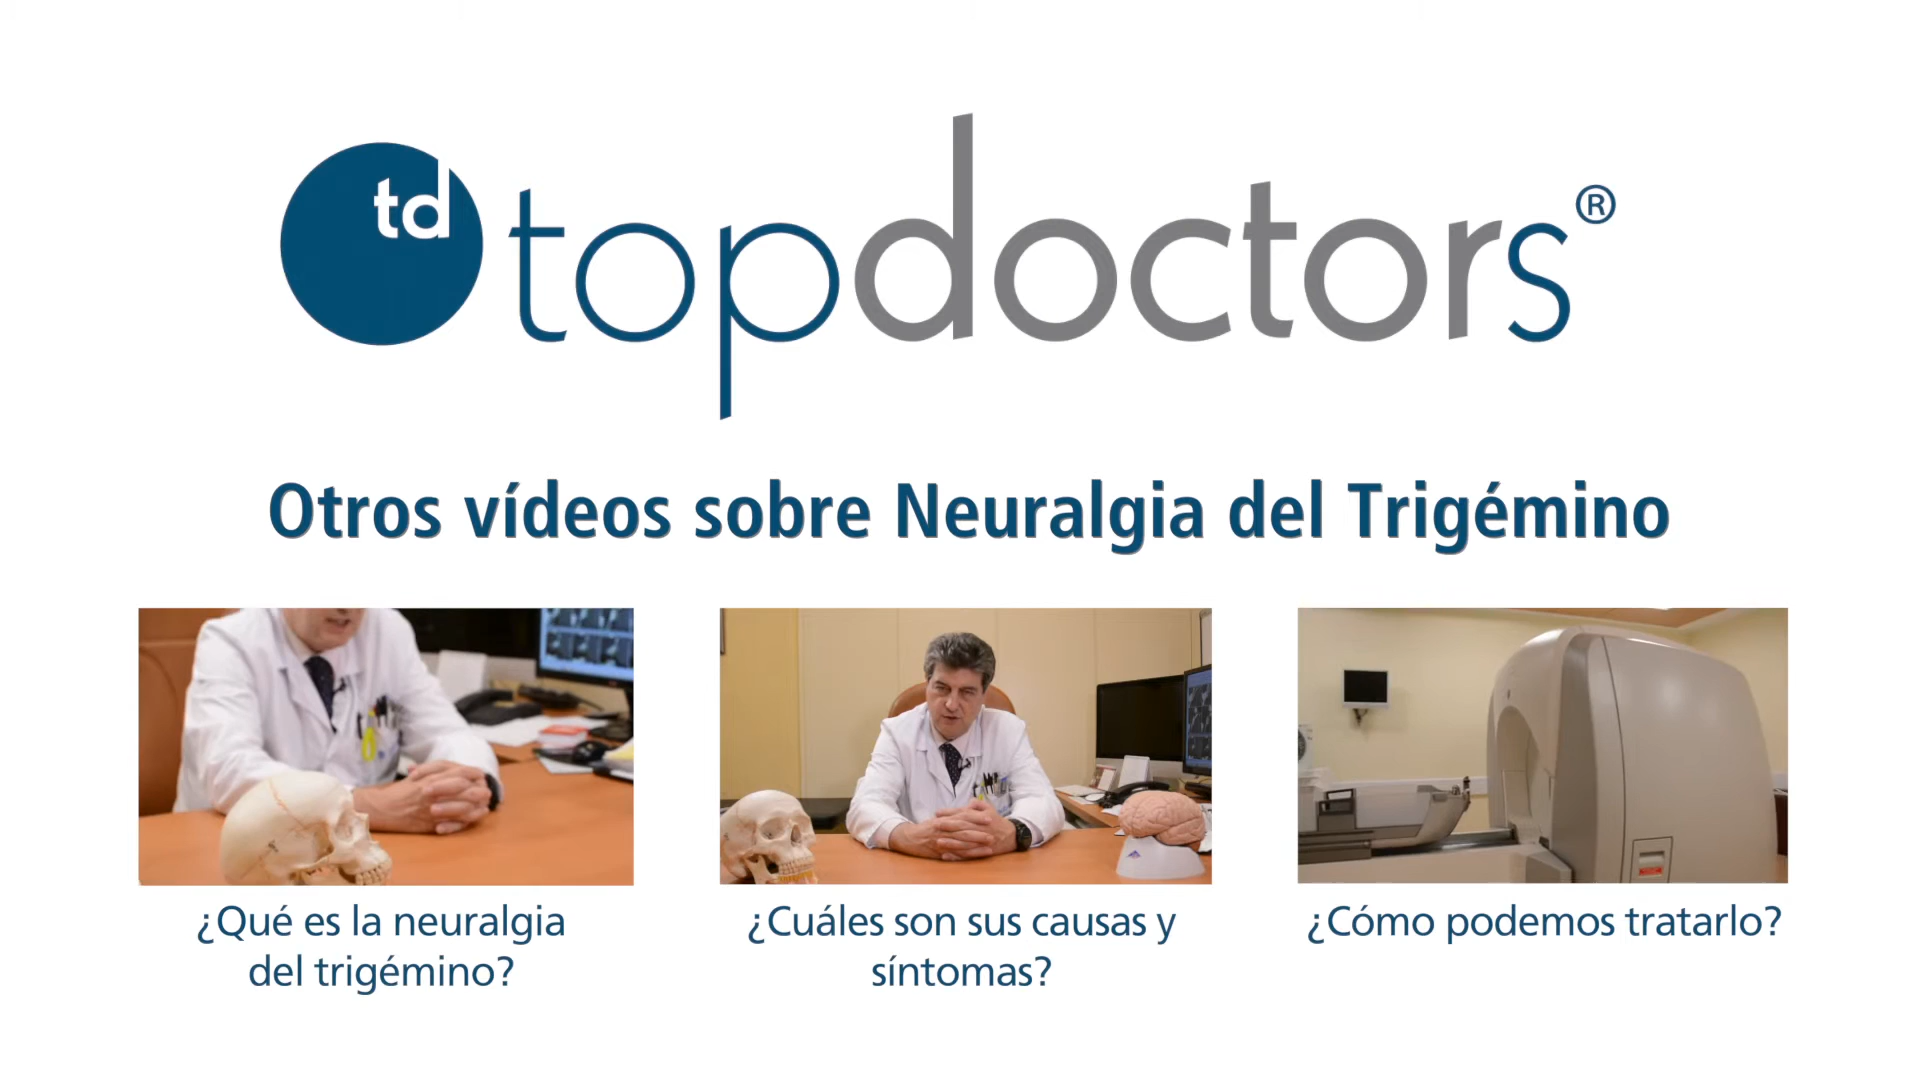 td topdoctors®
Otros vídeos sobre Neuralgia del Trigémino
¿Qué es la neuralgia
del trigémino?
¿Cuáles son sus causas y
síntomas?
¿Cómo podemos tratarlo?